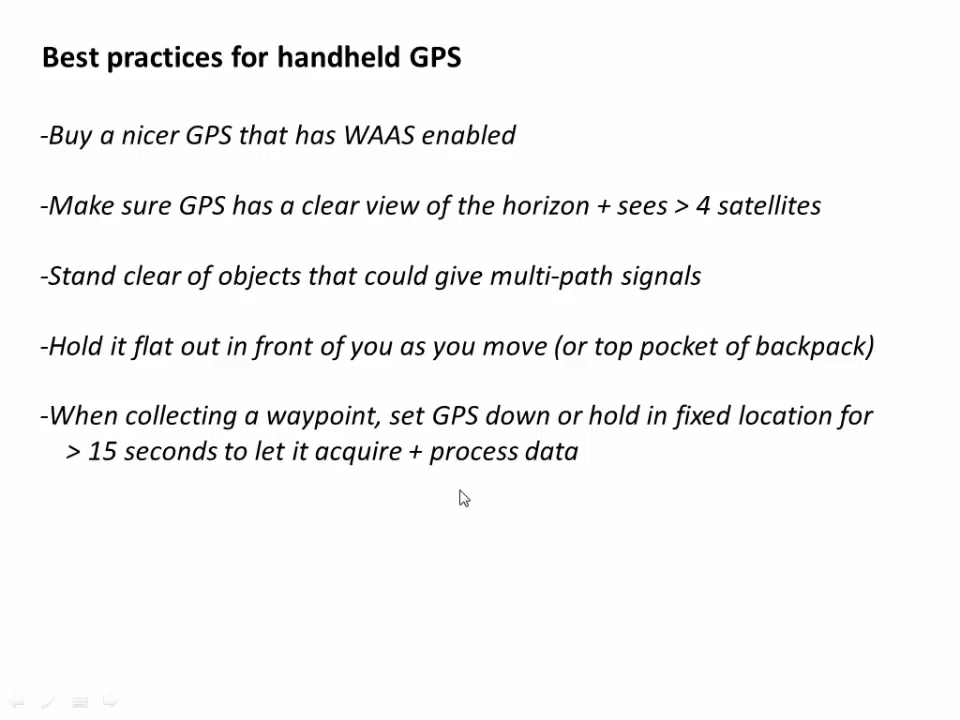 Best practices for handheld GPS
-Buy a nicer GPS that has WAAS enabled
-Make sure GPS has a clear view of the horizon + sees > 4 satellites
-Stand clear of objects that could give multi-path signals
-Hold it flat out in front of you as you move (or top pocket of backpack)
-When collecting a waypoint, set GPS down or hold in fixed location for
> 15 seconds to let it acquire + process data